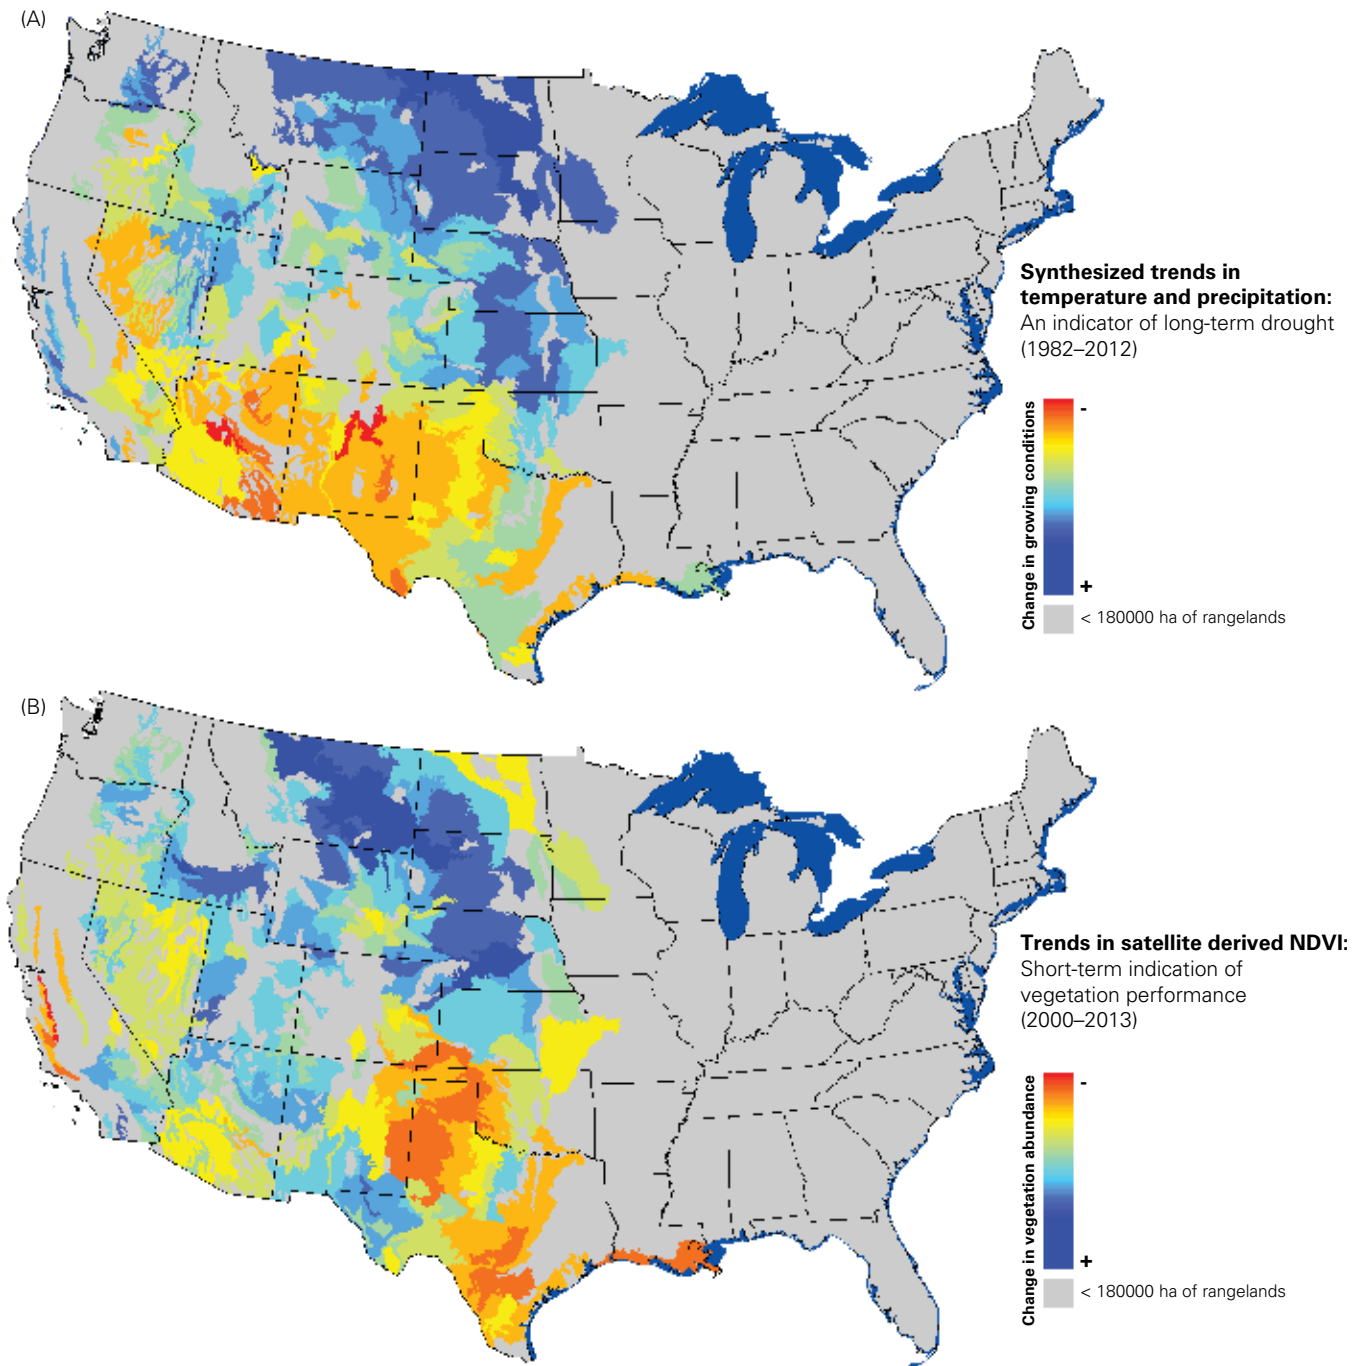 (A)
Synthesized trends in
temperature and precipitation:
An indicator of long-term drought
(1982–2012)
Change in growing conditions
-
+
< 180000 ha of rangelands
(B)
Trends in satellite derived NDVI:
Short-term indication of
vegetation performance
(2000–2013)
Change in vegetation abundance
-
+
< 180000 ha of rangelands